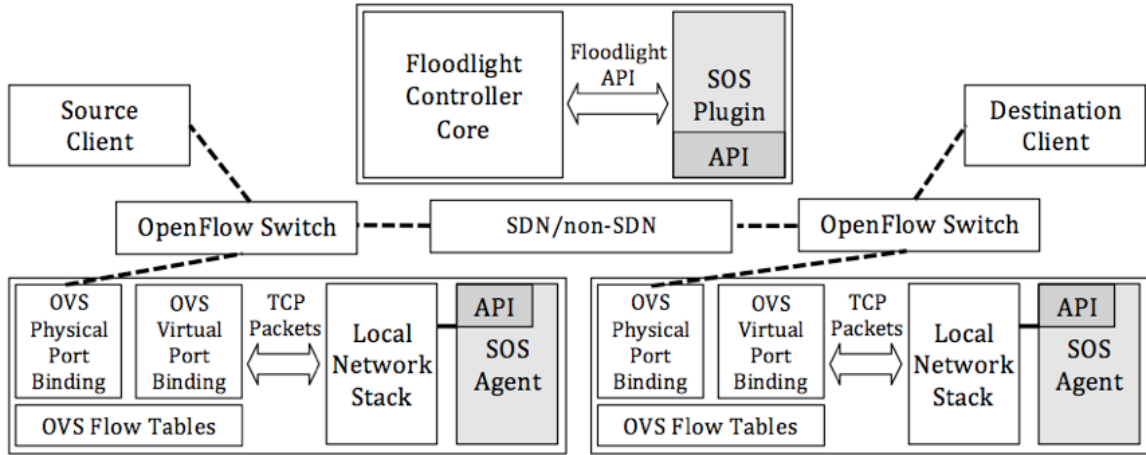 Floodlight
Controller
Core
Floodlight
API
SOS
Plugin
API
Source
Client
Destination
Client
OpenFlow Switch
SDN/non-SDN
OpenFlow Switch
OVS
Physical
Port
Binding
OVS
Virtual
Port
Binding
TCP
Packets
Local
Network
Stack
API
SOS
Agent
OVS Flow Tables
OVS
Physical
Port
Binding
OVS
Virtual
Port
Binding
TCP
Packets
Local
Network
Stack
API
SOS
Agent
OVS Flow Tables